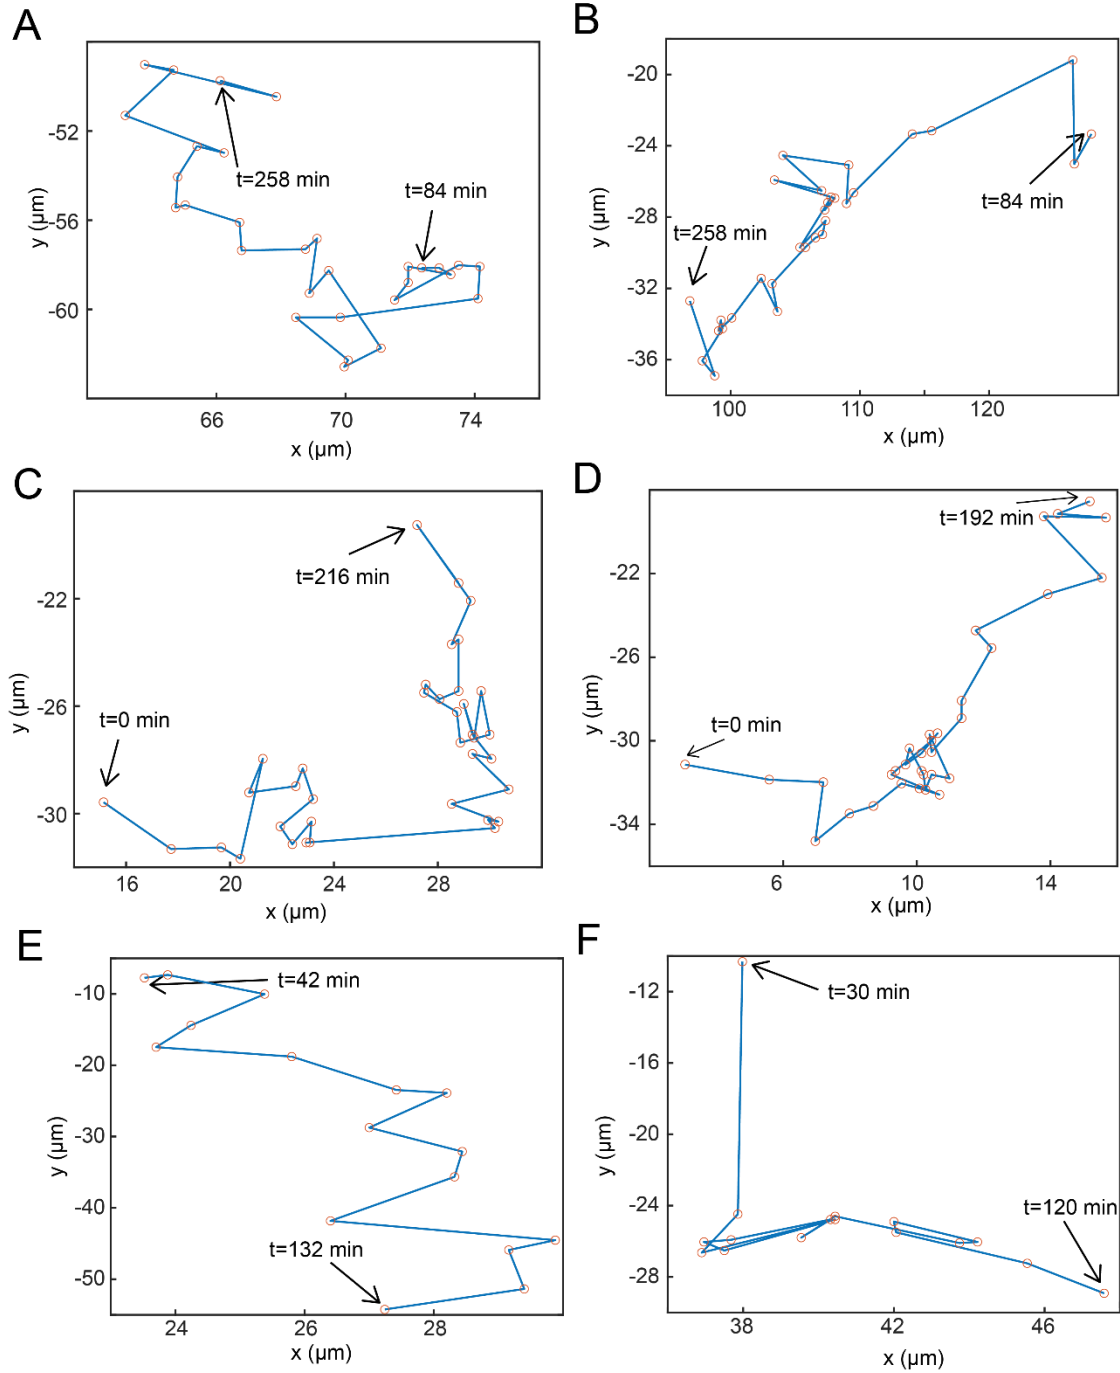 A
-52
-56
-60
y (µm)
t=258 min
t=84 min
66
70
74
x (µm)
B
-20
-24
-28
-32
-36
y (µm)
t=84 min
t=258 min
100
110
120
x (µm)
C
-22
-26
-30
y (µm)
t=216 min
t=0 min
16
20
24
28
x (µm)
D
-22
-26
-30
-34
y (µm)
t=192 min
t=0 min
6
10
14
x (µm)
E
-10
-20
-30
-40
-50
y (µm)
t=42 min
t=132 min
24
26
28
x (µm)
F
-12
-16
-20
-24
-28
y (µm)
t=30 min
t=120 min
38
42
46
x (µm)